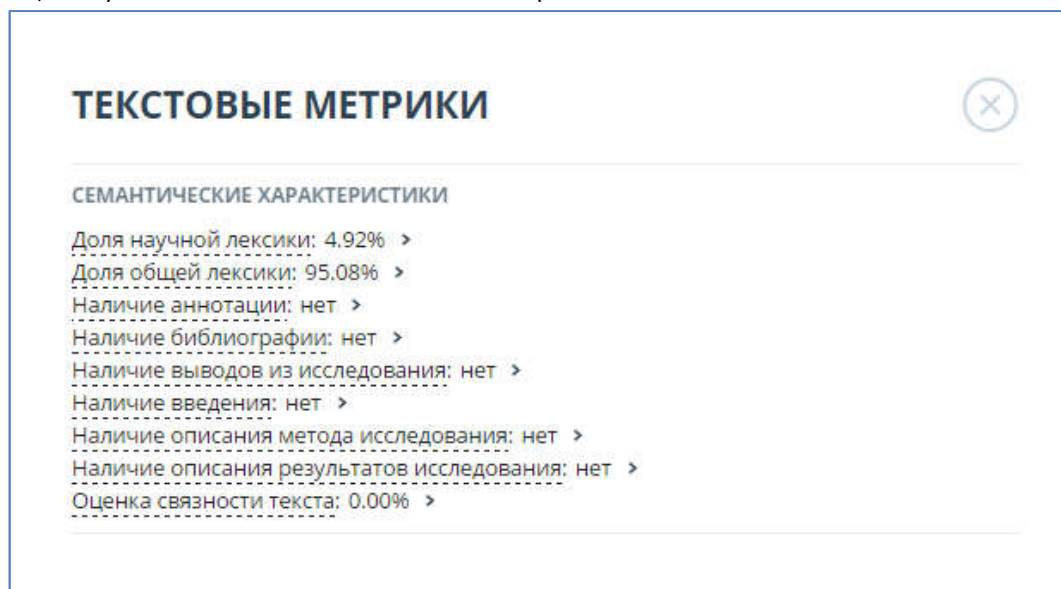 ТЕКСТОВЫЕ МЕТРИКИ
СЕМАНТИЧЕСКИЕ ХАРАКТЕРИСТИКИ
Доля научной лексики: 4.92% >
Доля общей лексики: 95.08% >
Наличие аннотации: нет >
Наличие библиографии: нет >
Наличие выводов из исследования: нет >
Наличие введения: нет >
Наличие описания метода исследования: нет >
Наличие описания результатов исследования: нет >
Оценка связности текста: 0.00% >